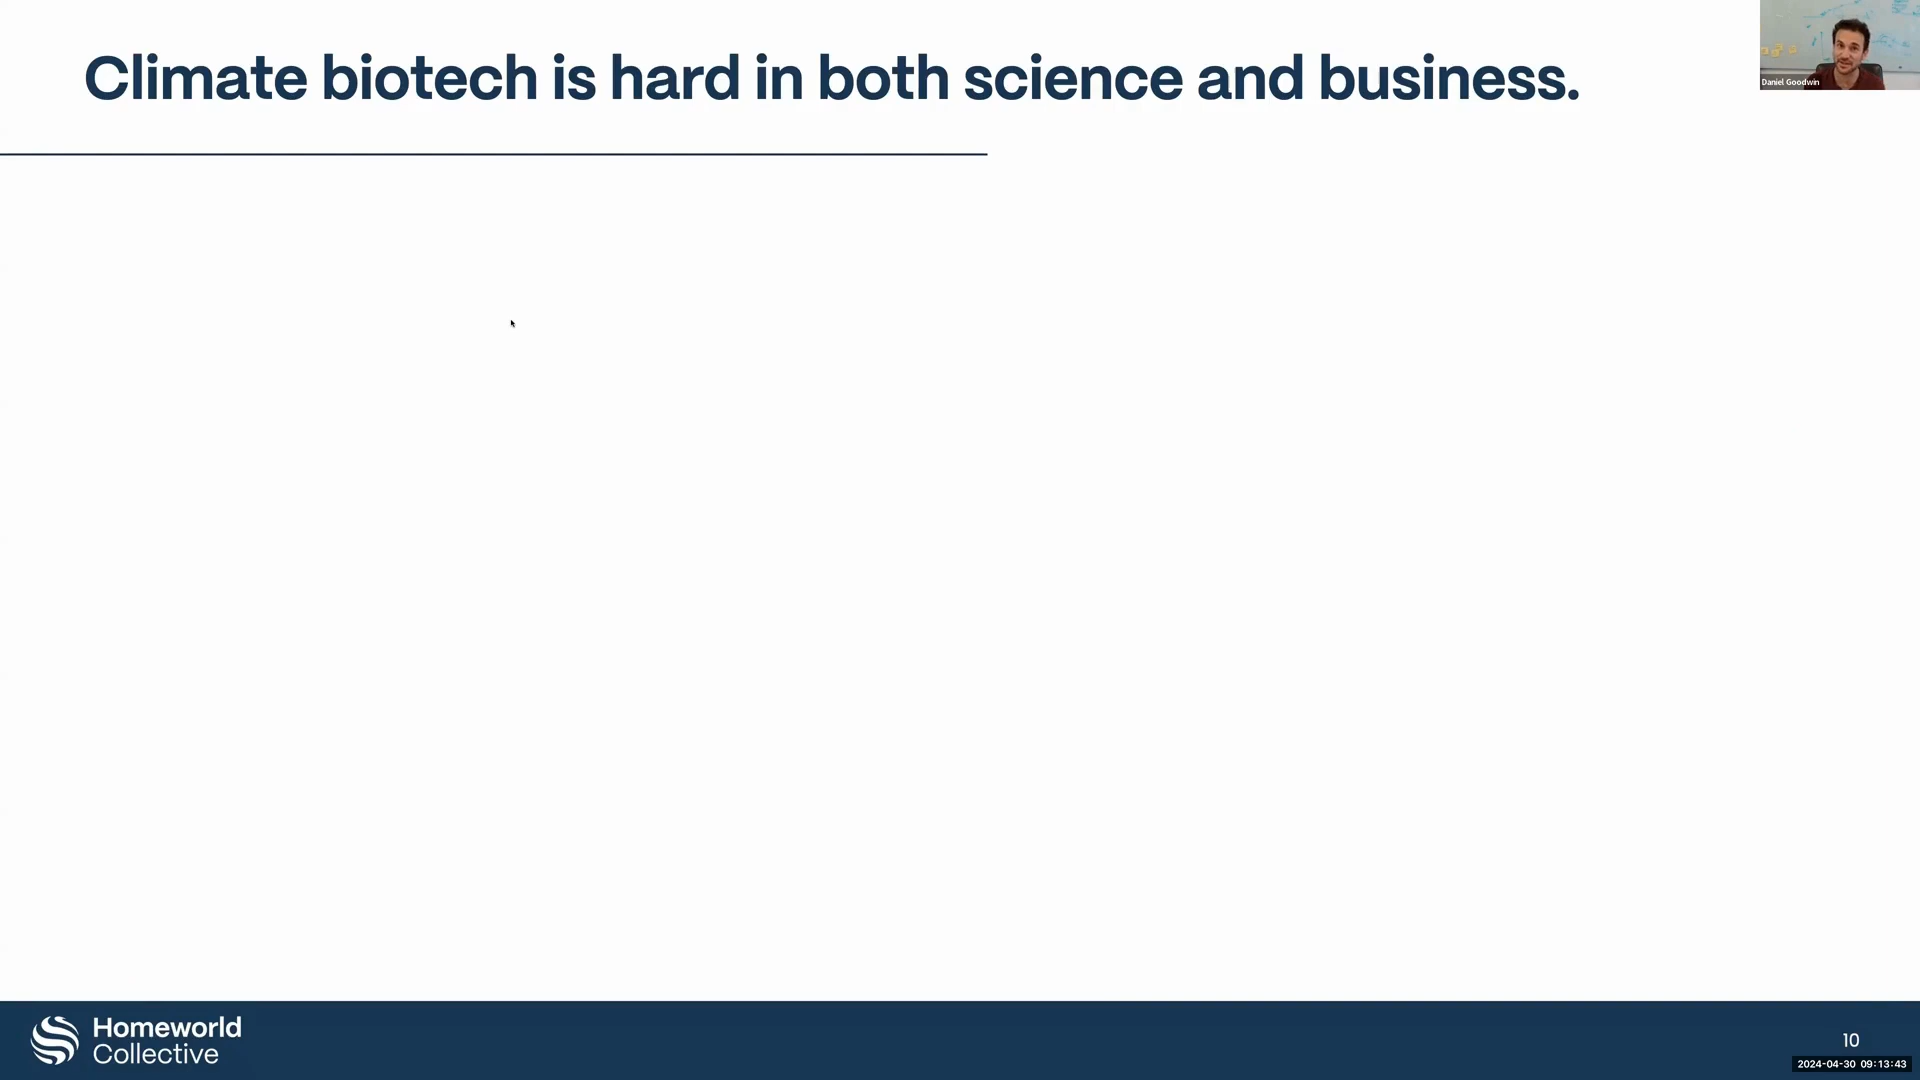 Climate biotech is hard in both science and business.
Daniel Goodwin
Homeworld
Collective
10
2024-04-30 09:13:43